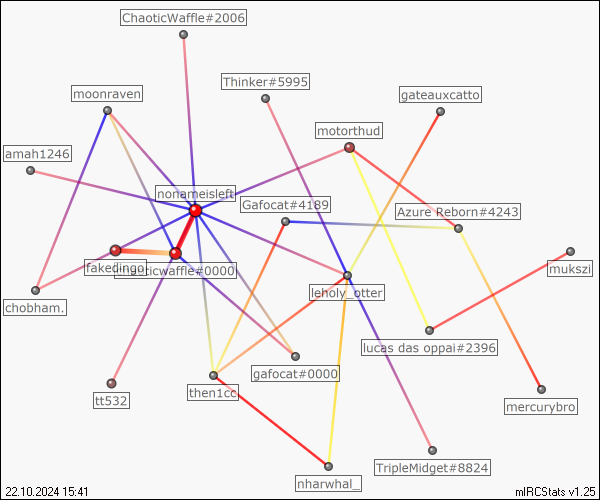 ChaoticWaffle#2006
Thinker#5995
moonraven
gateauxcatto
motorthud
amah1246
nonameisleft
Gafocat#4189
Azure Reborn#4243
fakedingo
mukszi
leholy_otter
chobham.
lucas das oppai#2396
gafocat#0000
then1cc
tt532
mercurybro
TripleMidget#8824
nharwhal_
22.10.2024 15:41
mIRCStats v1.25